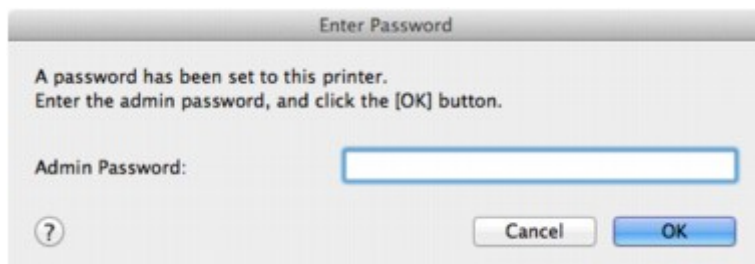 Enter Password
A password has been set to this printer.
Enter the admin password, and click the [OK] button.
Admin Password:
?
Cancel
OK